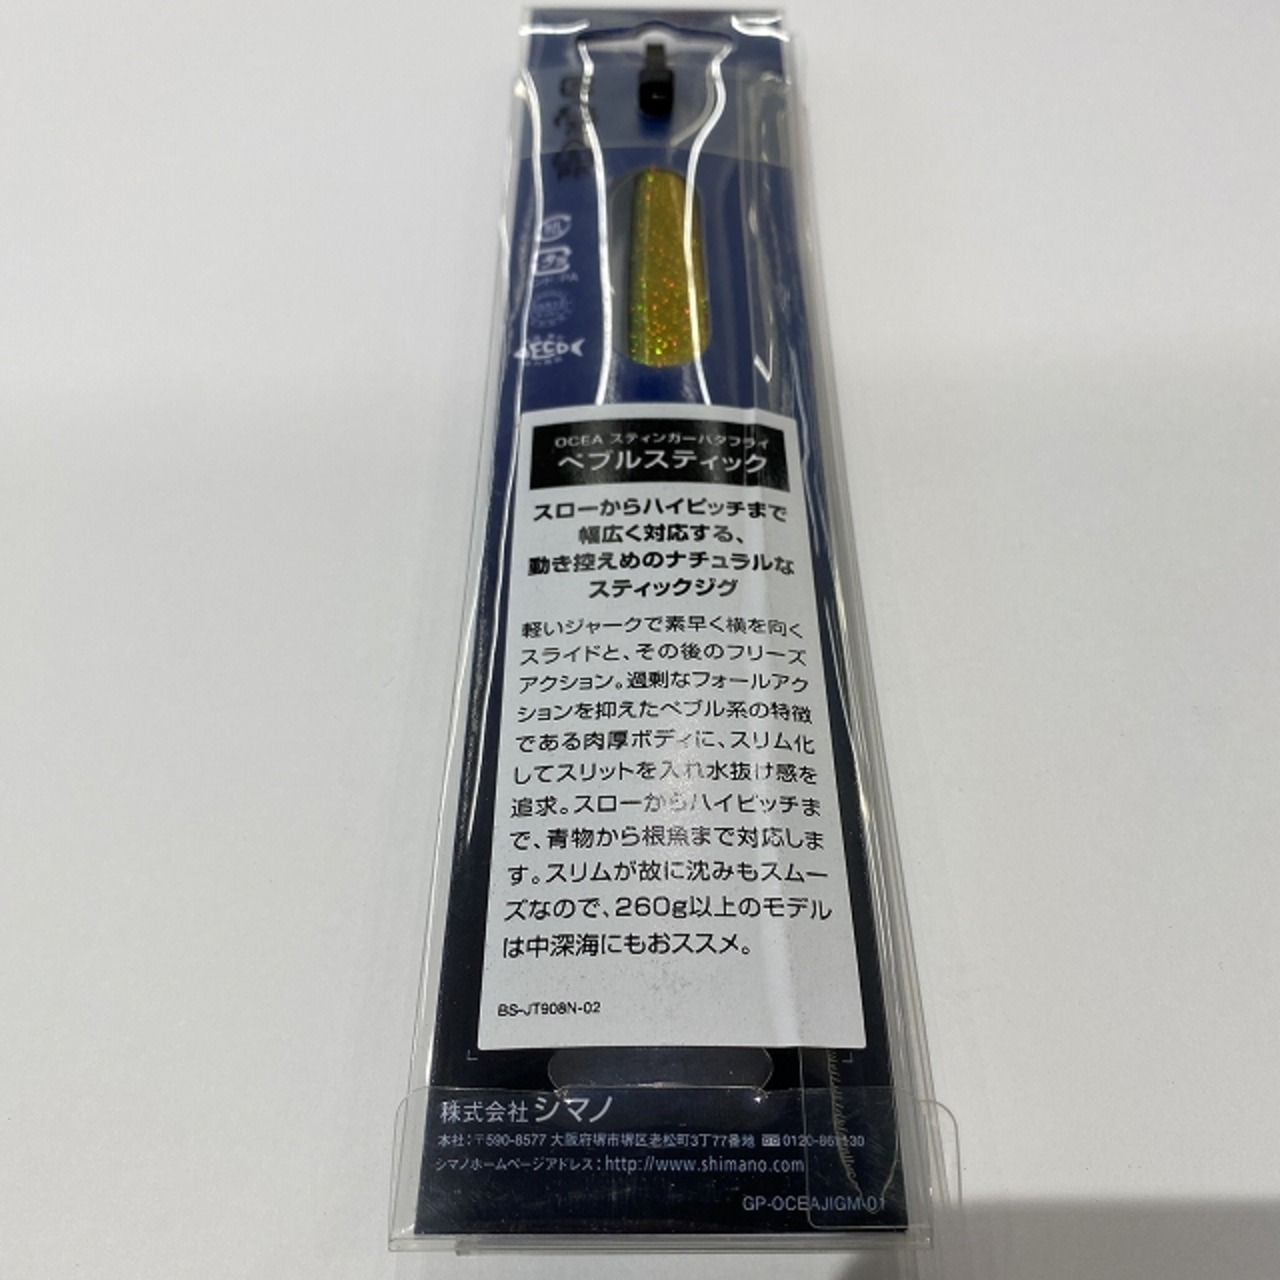 ECO
OCEA スティンガーバタフライ
ペブルスティック
スローからハイピッチまで
幅広く対応する、
動き控えめのナチュラルな
スティックジグ
軽いジャークで素早く横を向く
スライドと、その後のフリーズ
アクション。過剰なフォールアク
ションを抑えたペブル系の特徴
である肉厚ボディに、スリム化
してスリットを入れ水抜け感を
追求。スローからハイピッチま
で、青物から根魚まで対応しま
す。スリムが故に沈みもスムー
ズなので、260g以上のモデル
は中深海にもおススメ。
BS-JT908N-02
株式会社シマノ
本社:〒590-8577 大阪府堺市堺区老松町3丁77番地
シマノホームページアドレス:http://www.shimano.com
GP-OCEAJIGM-01